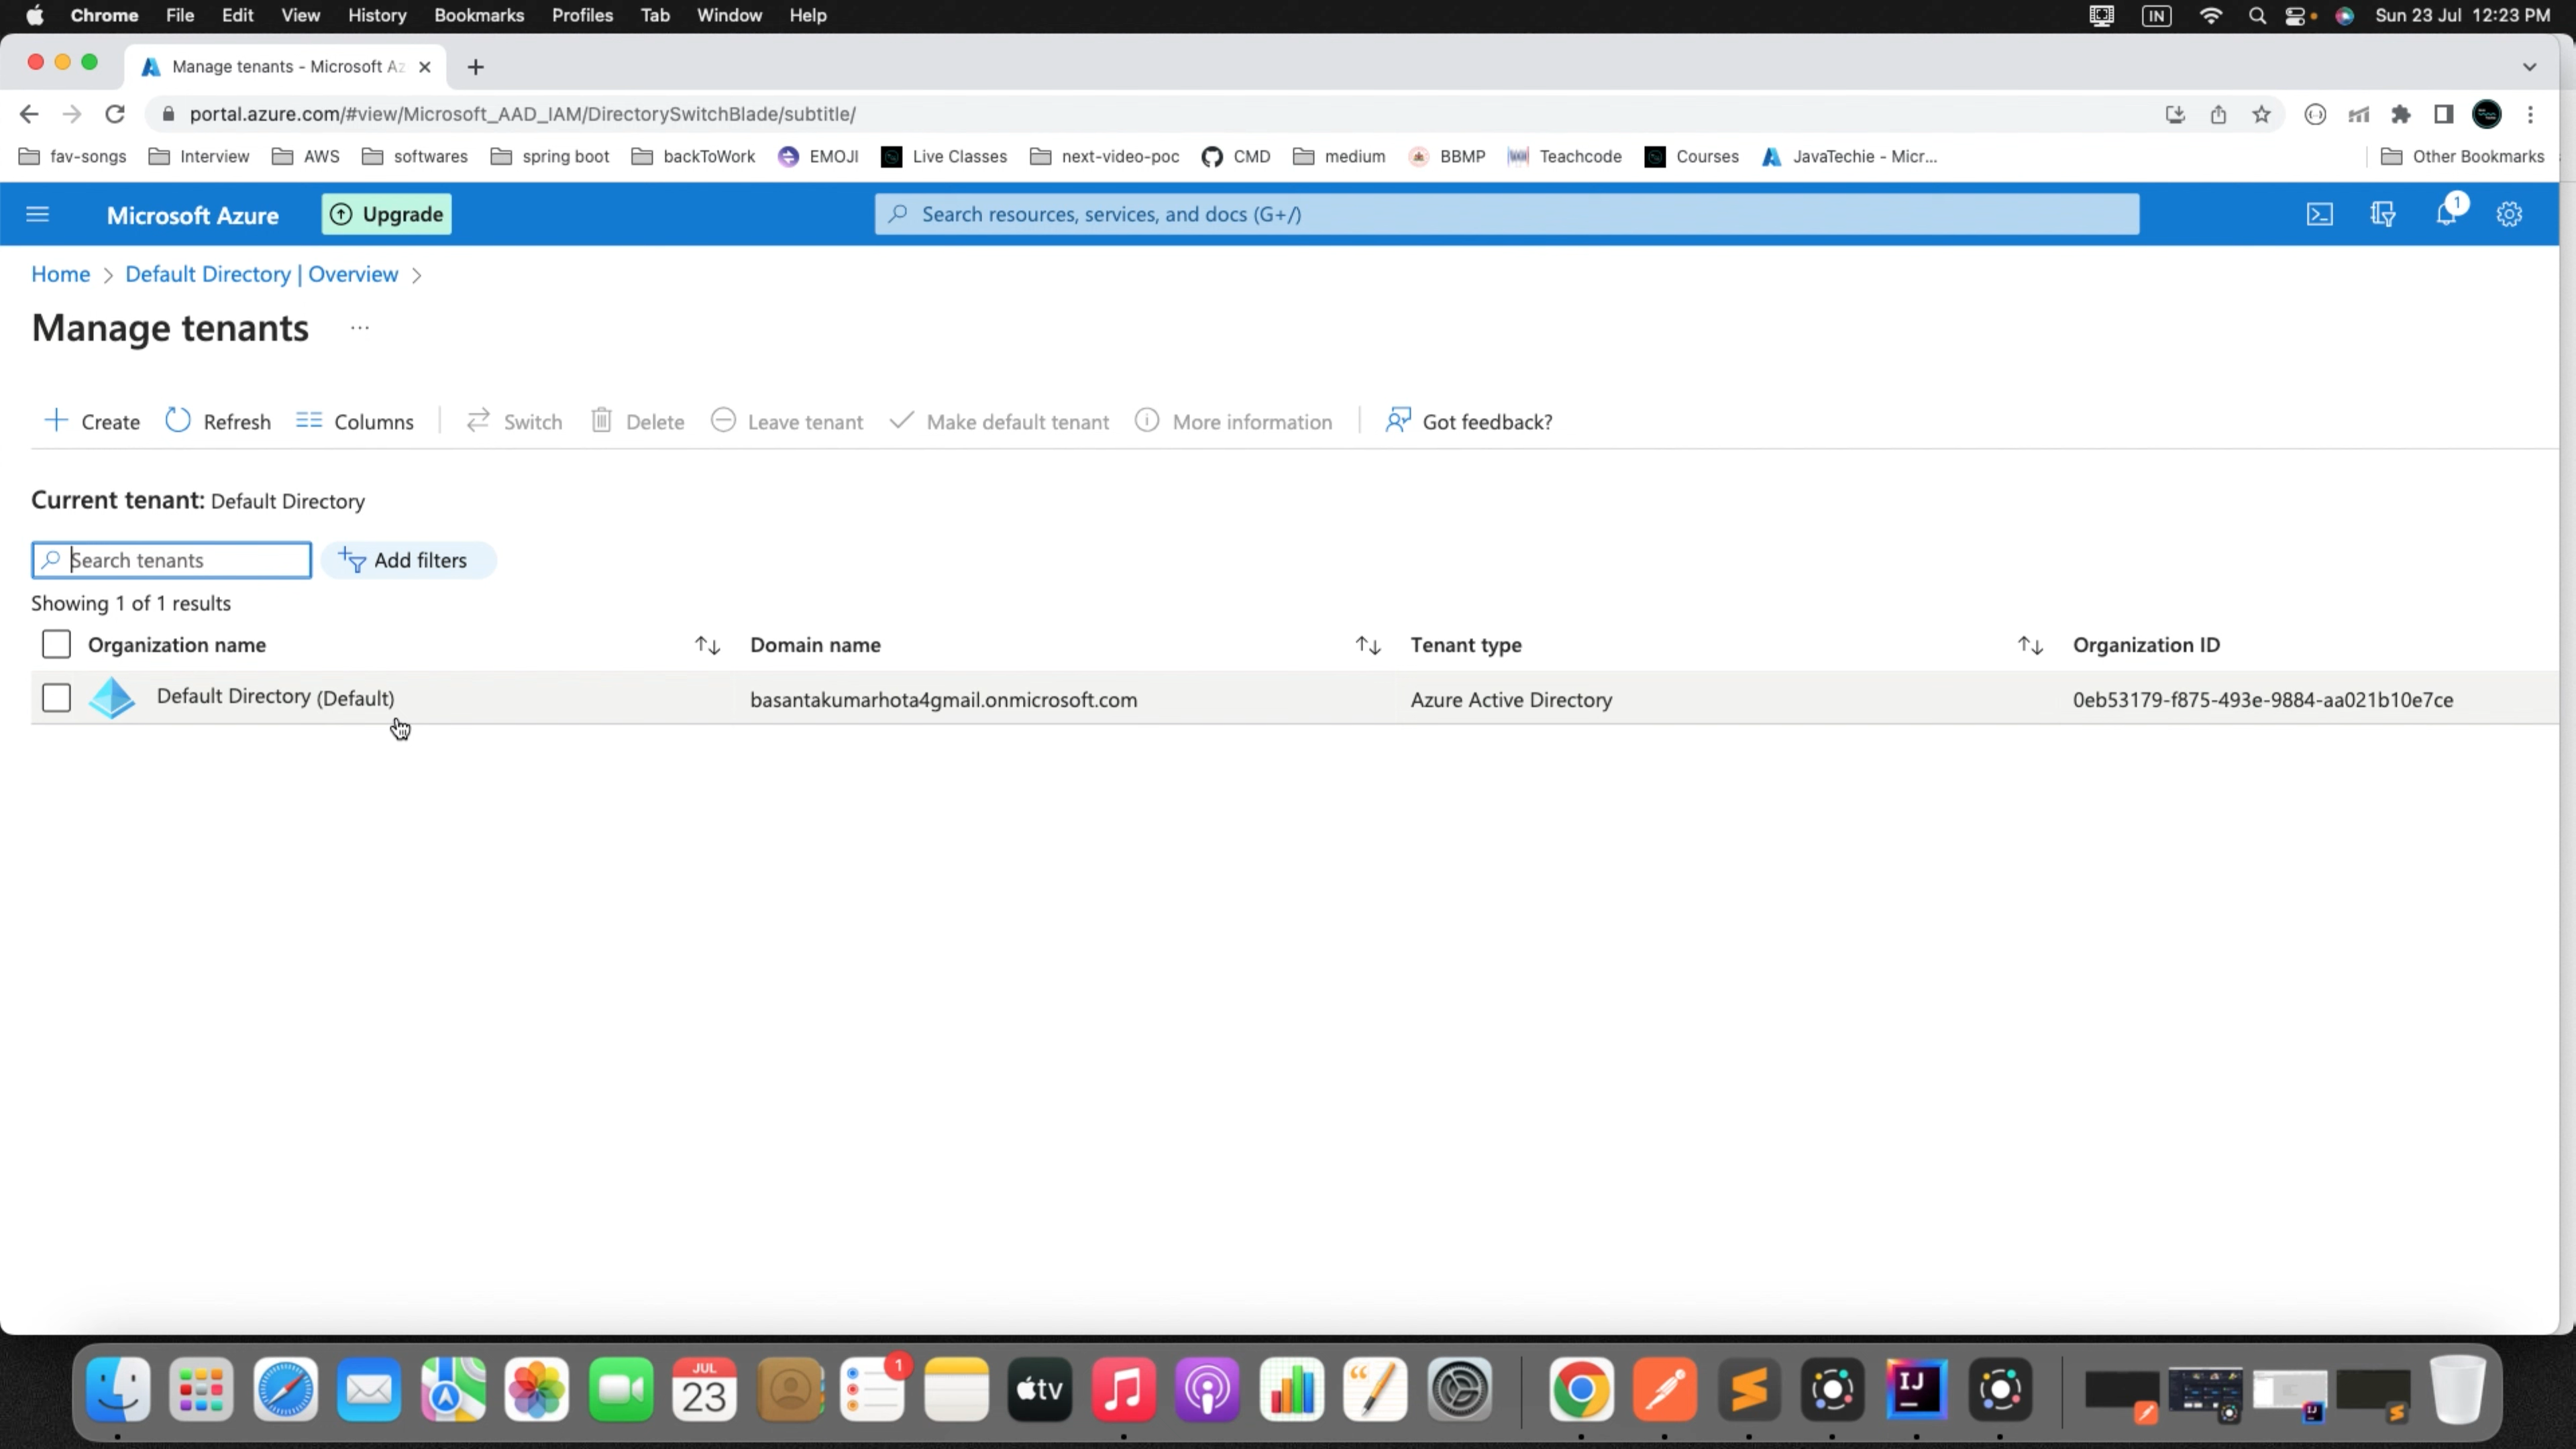 Chrome File Edit View History Bookmarks Profiles Tab Window Help IN Sun 23 Jul 12:23 PM
Manage tenants - Microsoft Az
portal.azure.com/#view/Microsoft_AAD_IAM/DirectorySwitchBlade/subtitle/
fav-songs Interview AWS softwares spring boot backToWork EMOJI Live Classes next-video-poc CMD medium BBMP Teachcode Courses JavaTechie - Micr... Other Bookmarks
Microsoft Azure Upgrade Search resources, services, and docs (G+/) 1
Home > Default Directory | Overview >
Manage tenants ...
Create Refresh Columns Switch Delete Leave tenant Make default tenant More information Got feedback?
Current tenant: Default Directory
Search tenants Add filters
Showing 1 of 1 results
Organization name Domain name Tenant type Organization ID
Default Directory (Default) basantakumarhota4gmail.onmicrosoft.com Azure Active Directory 0eb53179-f875-493e-9884-aa021b10e7ce
JUL 1
23 tv IJ